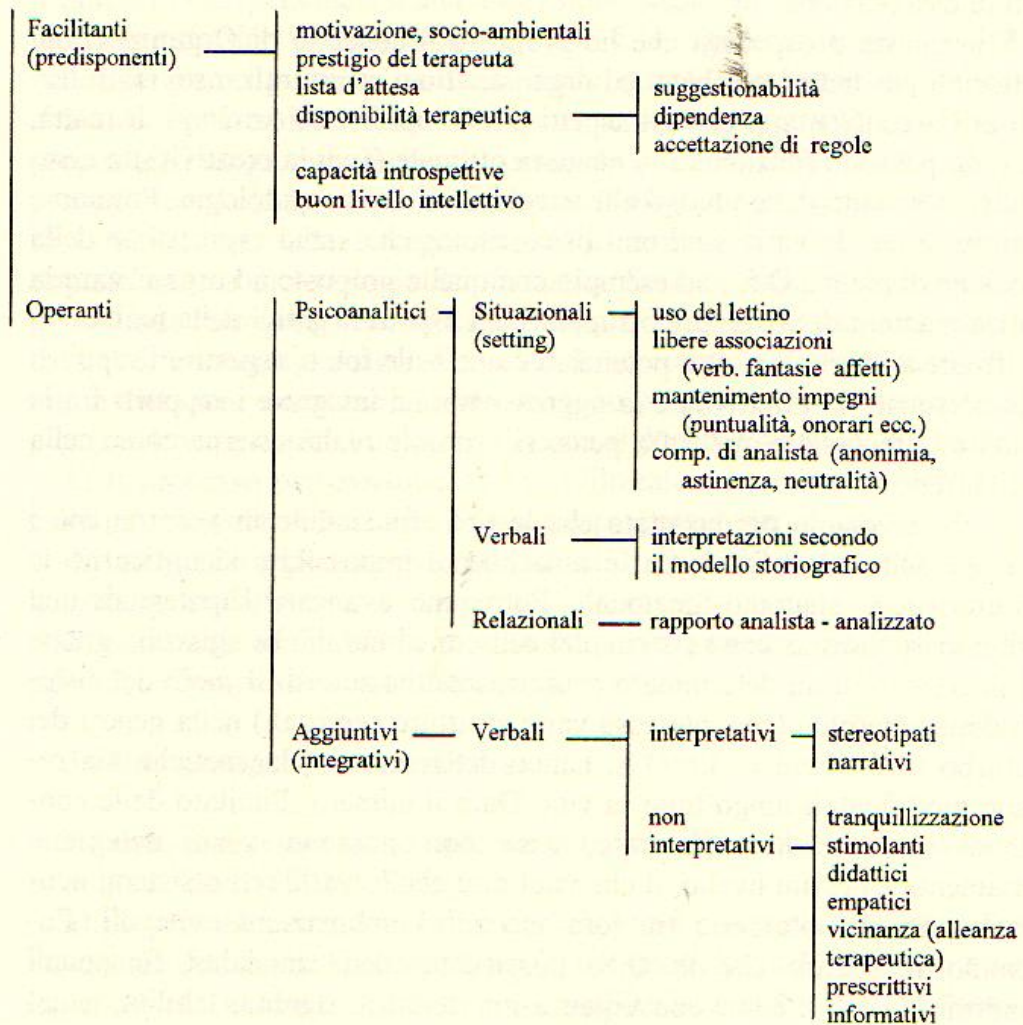 Facilitanti
(predisponenti)
motivazione, socio-ambientali
prestigio del terapeuta
lista d'attesa
disponibilità terapeutica
suggestionabilità
dipendenza
accettazione di regole
capacità introspettive
buon livello intellettivo
Operanti
Psicoanalitici
Situazionali
(setting)
uso del lettino
libere associazioni
(verb. fantasie affetti)
mantenimento impegni
(puntualità, onorari ecc.)
comp. di analista (anonimia,
astinenza, neutralità)
Verbali
interpretazioni secondo
il modello storiografico
Relazionali
rapporto analista - analizzato
Aggiuntivi
(integrativi)
Verbali
interpretativi
stereotipati
narrativi
non
interpretativi
tranquillizzazione
stimolanti
didattici
empatici
vicinanza (alleanza
terapeutica)
prescrittivi
informativi